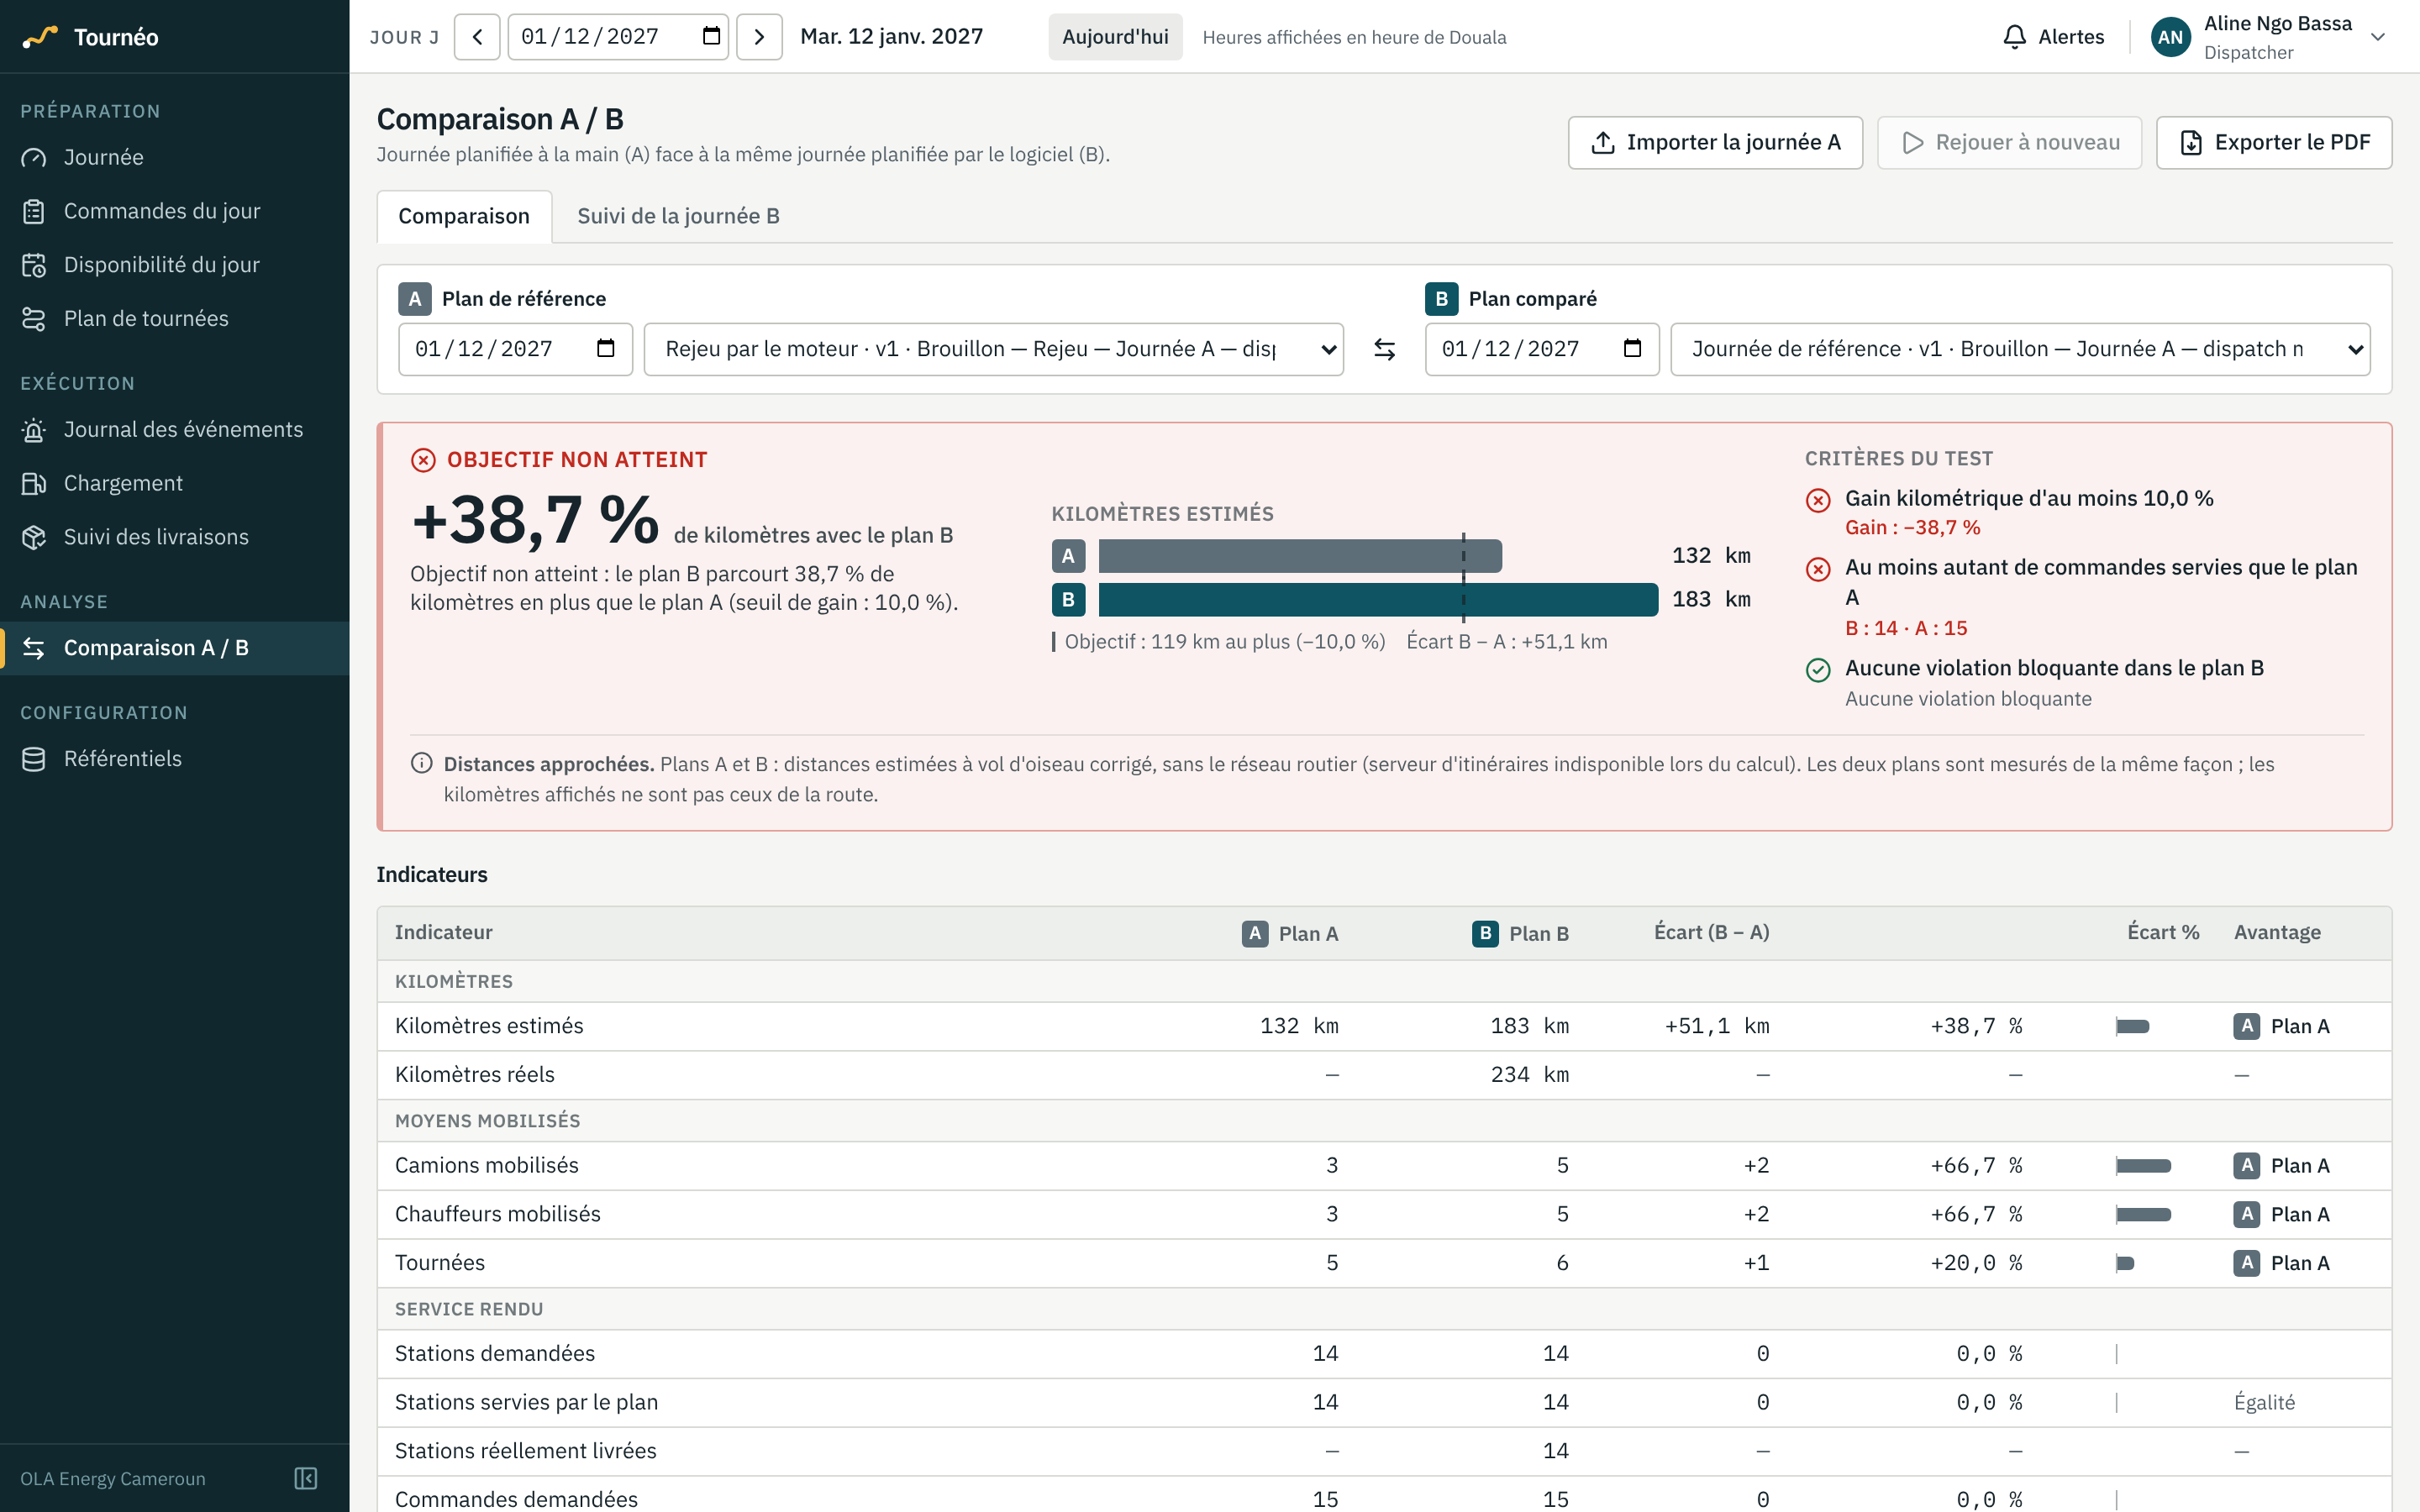 Tournéo
JOUR J
01/12/2027
Mar. 12 janv. 2027
Aujourd'hui
Heures affichées en heure de Douala
Alertes
AN
Aline Ngo Bassa
Dispatcher
PRÉPARATION
Journée
Commandes du jour
Disponibilité du jour
Plan de tournées
EXÉCUTION
Journal des événements
Chargement
Suivi des livraisons
ANALYSE
Comparaison A / B
CONFIGURATION
Référentiels
OLA Energy Cameroun
Comparaison A / B
Journée planifiée à la main (A) face à la même journée planifiée par le logiciel (B).
Importer la journée A
Rejouer à nouveau
Exporter le PDF
Comparaison
Suivi de la journée B
A Plan de référence
01/12/2027
Rejeu par le moteur · v1 · Brouillon — Rejeu — Journée A — disp
B Plan comparé
01/12/2027
Journée de référence · v1 · Brouillon — Journée A — dispatch n
OBJECTIF NON ATTEINT
+38,7 % de kilomètres avec le plan B
Objectif non atteint : le plan B parcourt 38,7 % de
kilomètres en plus que le plan A (seuil de gain : 10,0 %).
KILOMÈTRES ESTIMÉS
A 132 km
B 183 km
Objectif : 119 km au plus (−10,0 %) Écart B − A : +51,1 km
CRITÈRES DU TEST
Gain kilométrique d'au moins 10,0 %
Gain : −38,7 %
Au moins autant de commandes servies que le plan
A
B : 14 · A : 15
Aucune violation bloquante dans le plan B
Aucune violation bloquante
Distances approchées. Plans A et B : distances estimées à vol d'oiseau corrigé, sans le réseau routier (serveur d'itinéraires indisponible lors du calcul). Les deux plans sont mesurés de la même façon ; les
kilomètres affichés ne sont pas ceux de la route.
Indicateurs
Indicateur A Plan A B Plan B Écart (B − A) Écart % Avantage
KILOMÈTRES
Kilomètres estimés 132 km 183 km +51,1 km +38,7 % A Plan A
Kilomètres réels — 234 km — — —
MOYENS MOBILISÉS
Camions mobilisés 3 5 +2 +66,7 % A Plan A
Chauffeurs mobilisés 3 5 +2 +66,7 % A Plan A
Tournées 5 6 +1 +20,0 % A Plan A
SERVICE RENDU
Stations demandées 14 14 0 0,0 %
Stations servies par le plan 14 14 0 0,0 % Égalité
Stations réellement livrées — 14 — — —
Commandes demandées 15 15 0 0,0 %